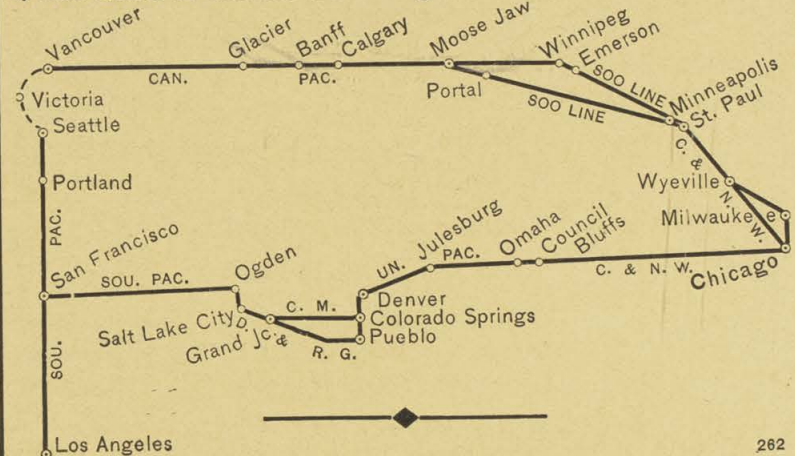 Vancouver
Glacier
Banff
Calgary
Moose Jaw
Winnipeg
Emerson
CAN.
PAC.
Portal
SOO LINE
SOO LINE
Minneapolis
St. Paul
Victoria
Seattle
C. & N. W.
Portland
Wyeville
Milwaukee
PAC.
San Francisco
SOU. PAC.
Ogden
UN.
Julesburg
PAC.
Omaha
Council
Bluffs
C. & N. W.
Chicago
Denver
C. M.
Colorado Springs
Salt Lake City
D. & R. G.
Grand Jc.
Pueblo
SOU.
Los Angeles
262